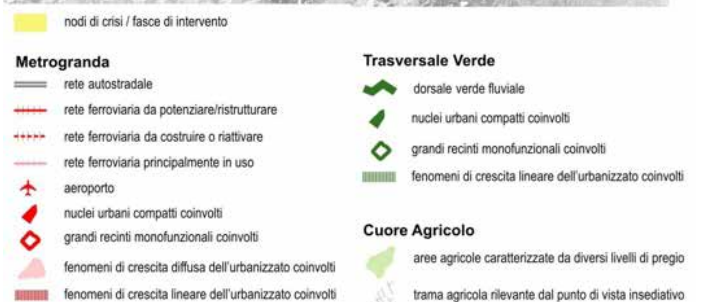 nodi di crisi / fasce di intervento
Metrogranda
rete autostradale
rete ferroviaria da potenziare/ristrutturare
rete ferroviaria da costruire o riattivare
rete ferroviaria principalmente in uso
aeroporto
nuclei urbani compatti coinvolti
grandi recinti monofunzionali coinvolti
fenomeni di crescita diffusa dell'urbanizzato coinvolti
fenomeni di crescita lineare dell'urbanizzato coinvolti
Trasversale Verde
dorsale verde fluviale
nuclei urbani compatti coinvolti
grandi recinti monofunzionali coinvolti
fenomeni di crescita lineare dell'urbanizzato coinvolti
Cuore Agricolo
aree agricole caratterizzate da diversi livelli di pregio
trama agricola rilevante dal punto di vista insediativo